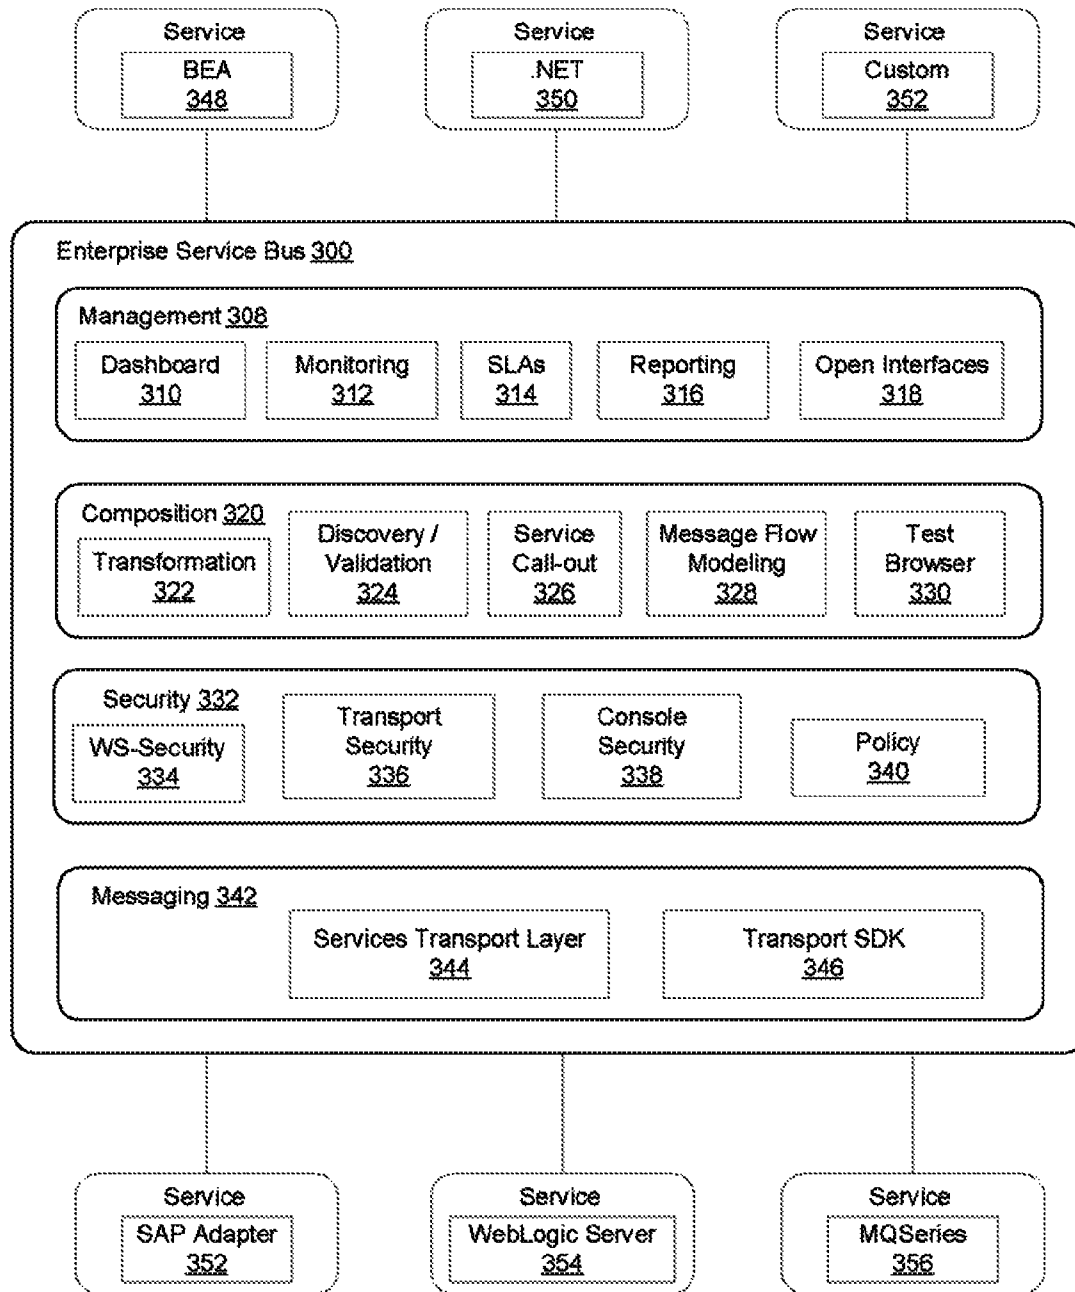 Service
BEA
348
Service
.NET
350
Service
Custom
352
Enterprise Service Bus 300
Management 308
Dashboard
310
Monitoring
312
SLAs
314
Reporting
316
Open Interfaces
318
Composition 320
Transformation
322
Discovery /
Validation
324
Service
Call-out
326
Message Flow
Modeling
328
Test
Browser
330
Security 332
WS-Security
334
Transport
Security
336
Console
Security
338
Policy
340
Messaging 342
Services Transport Layer
344
Transport SDK
346
Service
SAP Adapter
352
Service
WebLogic Server
354
Service
MQSeries
356